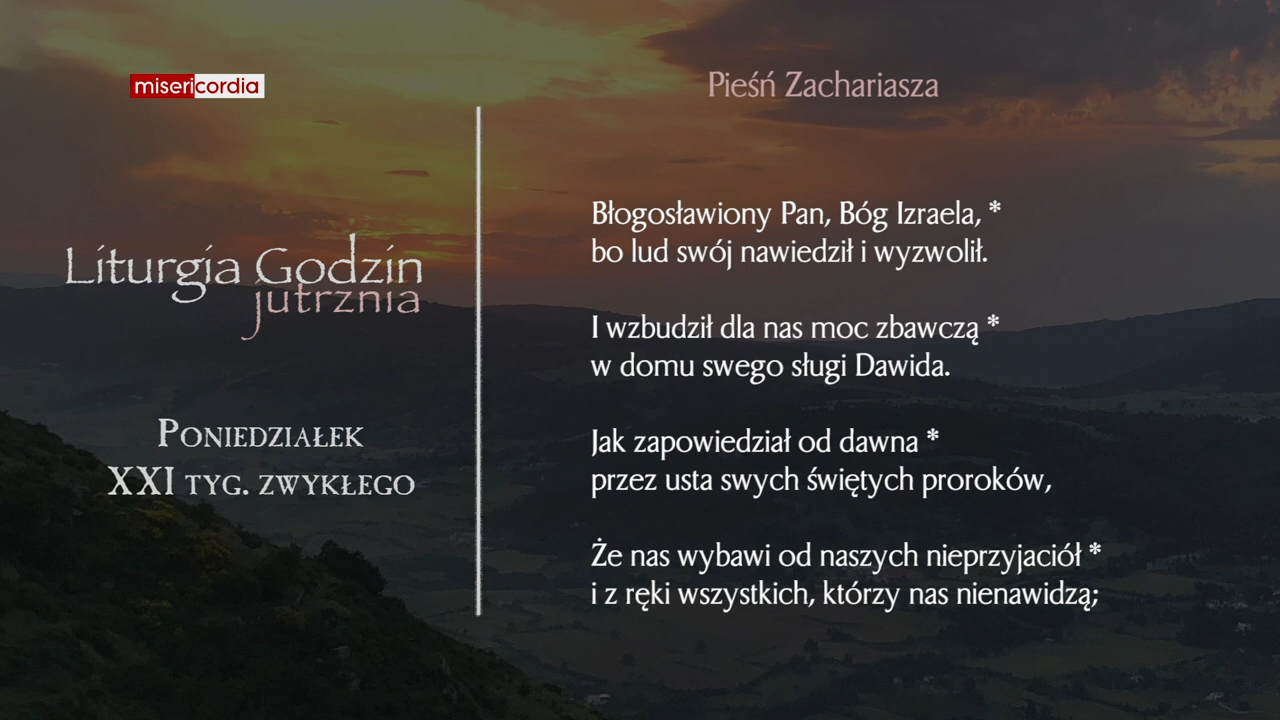 misericordia
Liturgia Godzin
jutrznia
Poniedziałek
XXI tyg. zwykłego
Pieśń Zachariasza
Błogosławiony Pan, Bóg Izraela, *
bo lud swój nawiedził i wyzwolił.
I wzbudził dla nas moc zbawczą *
w domu swego sługi Dawida.
Jak zapowiedział od dawna *
przez usta swych świętych proroków,
Że nas wybawi od naszych nieprzyjaciół *
i z ręki wszystkich, którzy nas nienawidzą;